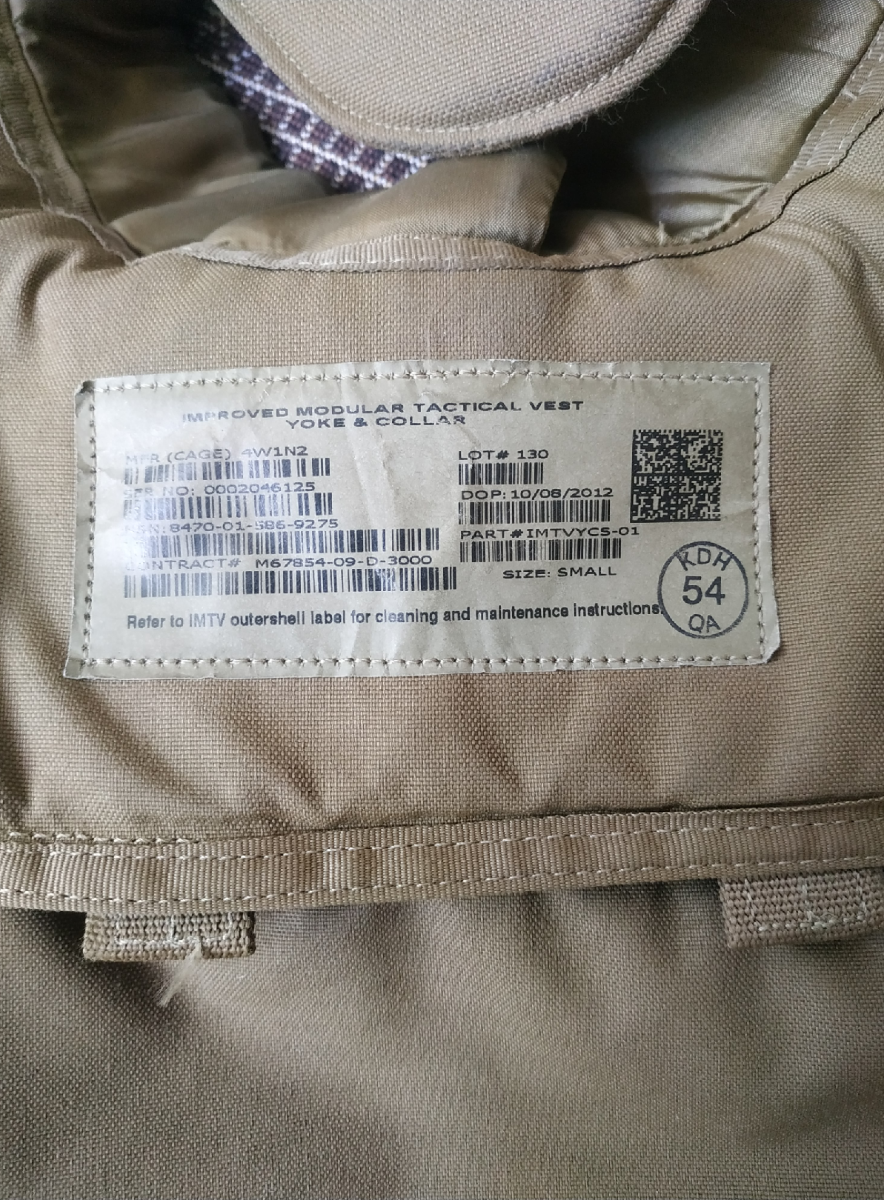 IMPROVED MODULAR TACTICAL VEST
YOKE & COLLAR
MFR (CAGE) 4W1N2
SER NO: 0002046125
NSN: 8470-01-586-9275
CONTRACT# M67854-09-D-3000
LOT# 130
DOP: 10/08/2012
PART# IMTVYCS-01
SIZE: SMALL
KDH
54
QA
Refer to IMTV outershell label for cleaning and maintenance instructions.